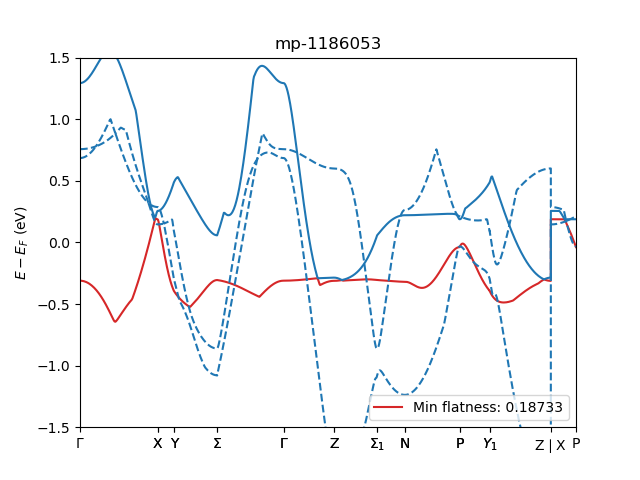 mp-1186053
1.5
1.0
0.5
0.0
−0.5
−1.0
−1.5
E − E_F (eV)
Min flatness: 0.18733
Γ X Y Σ Γ Z Σ₁ N P Y₁ Z | X P